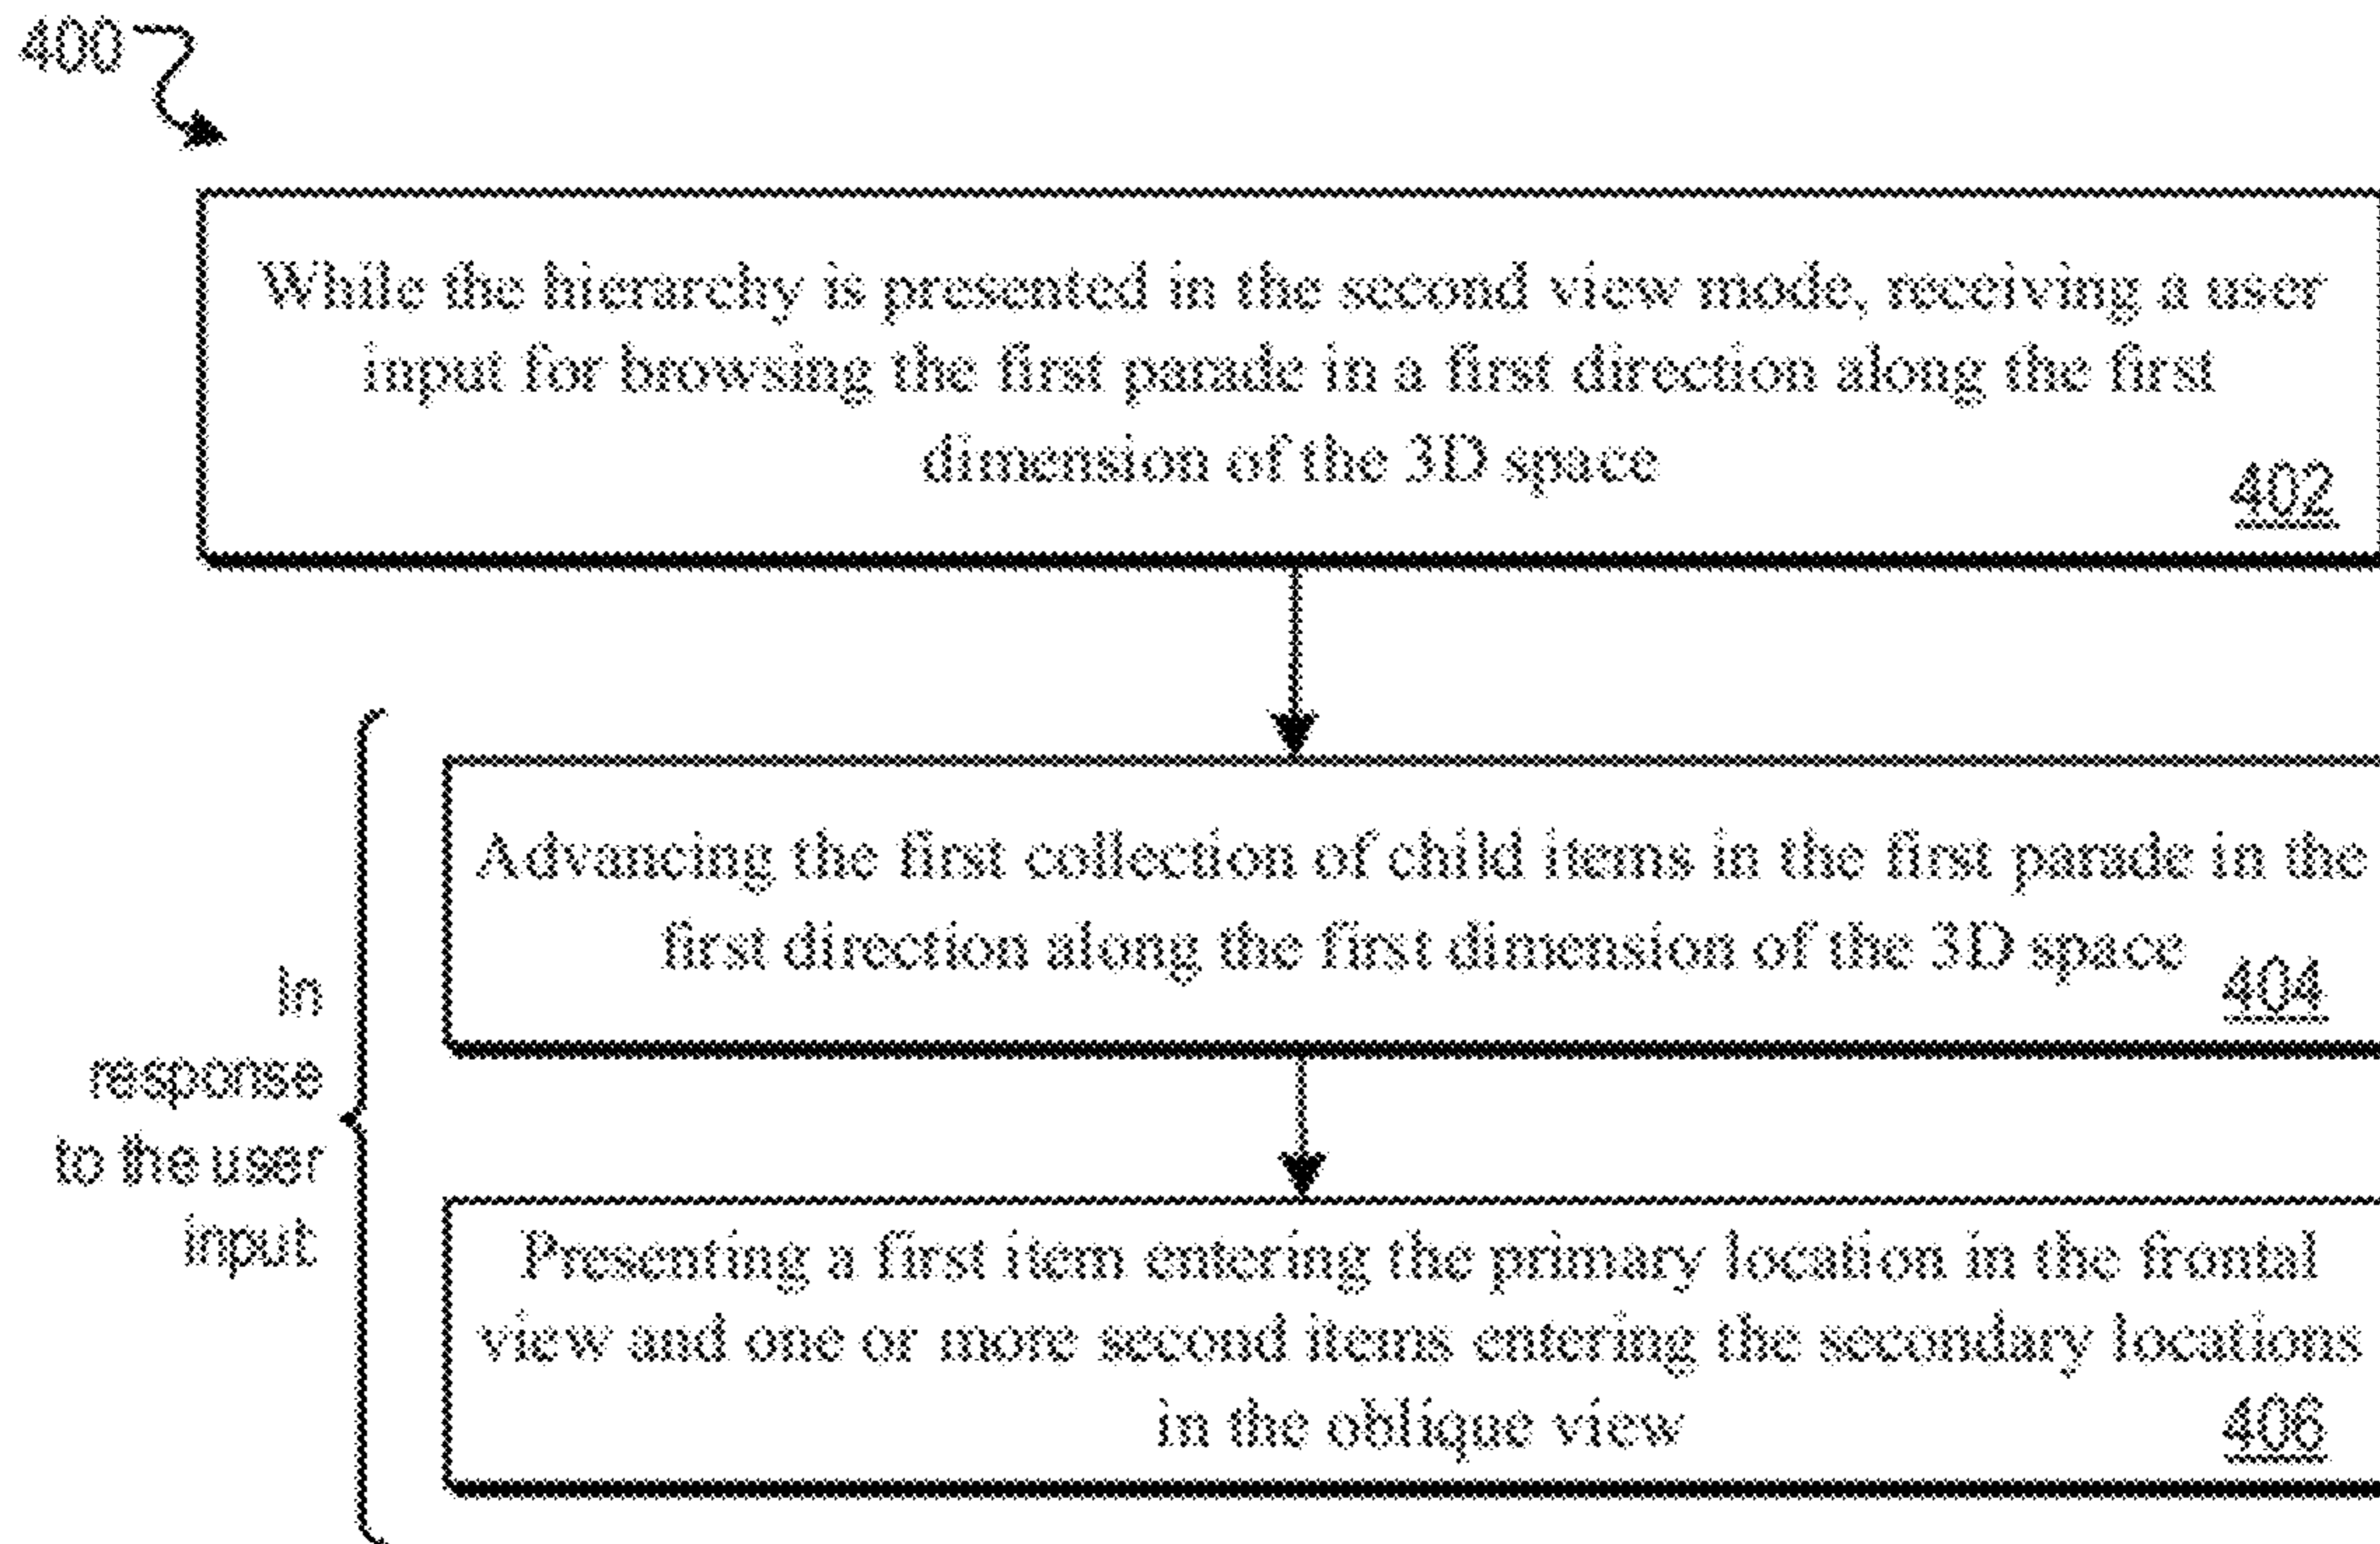 400
While the hierarchy is presented in the second view mode, receiving a user
input for browsing the first parade in a first direction along the first
dimension of the 3D space
402
Advancing the first collection of child items in the first parade in the
first direction along the first dimension of the 3D space
404
In
response
to the user
input
Presenting a first item entering the primary location in the frontal
view and one or more second items entering the secondary locations
in the oblique view
406